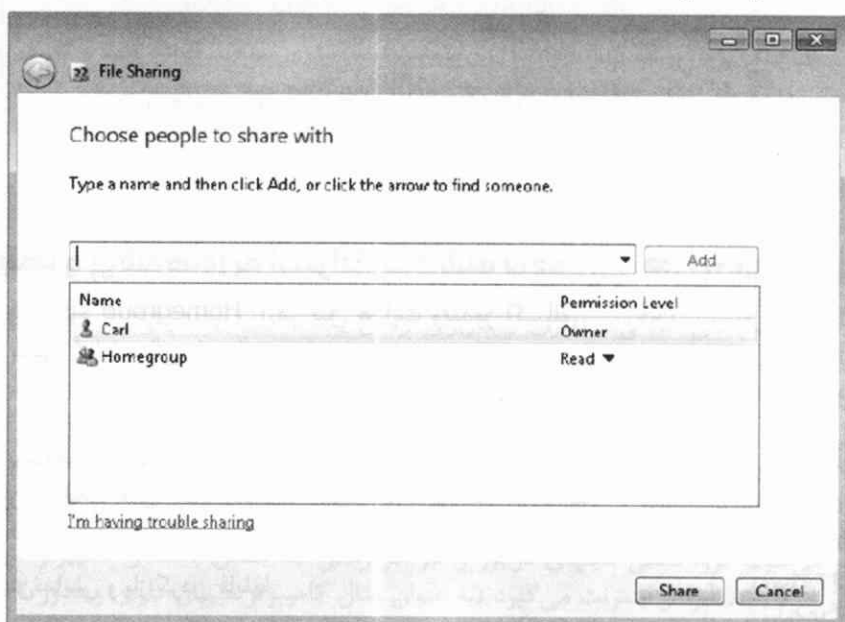 File Sharing
Choose people to share with
Type a name and then click Add, or click the arrow to find someone.
Add
Name Permission Level
Carl Owner
Homegroup Read
I'm having trouble sharing
Share Cancel